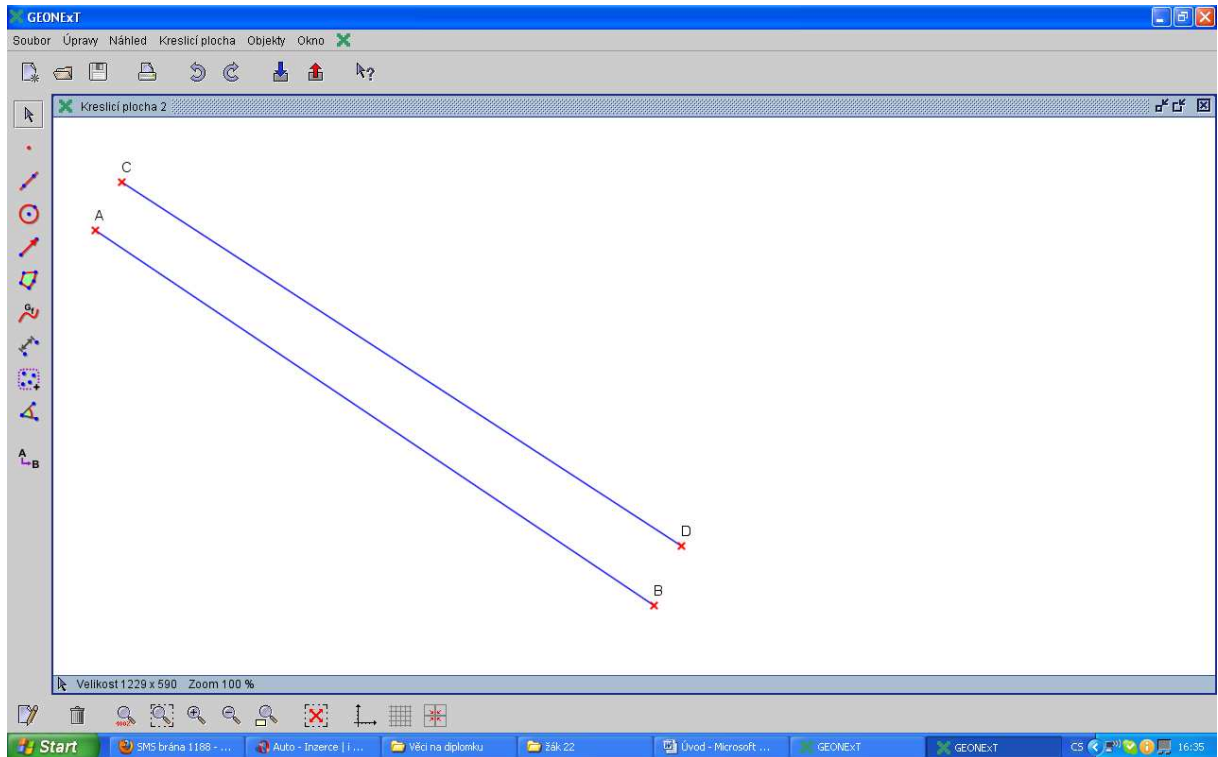 GEONExT
Soubor Úpravy Náhled Kreslicí plocha Objekty Okno
Kreslicí plocha 2
C
A
D
B
A
B
Velikost 1229 x 590 Zoom 100 %
Start SMS brána 1188 - ... Auto - Inzerce | i ... Věci na diplomku žák 22 Úvod - Microsoft ... GEONExT GEONExT CS 16:35